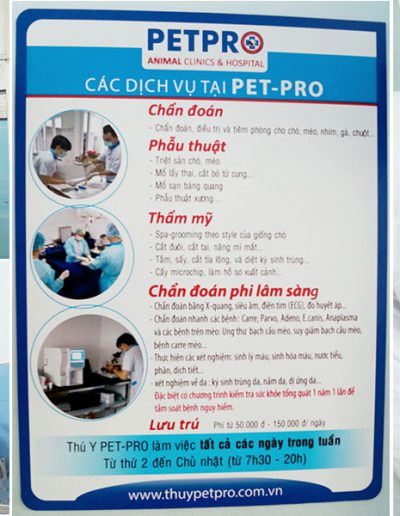 PETPRO
ANIMAL CLINICS & HOSPITAL
CÁC DỊCH VỤ TẠI PET-PRO
Chẩn đoán
- Chẩn đoán, điều trị và tiêm phòng cho chó, mèo, nhím, gà, chuột...
Phẫu thuật
- Triệt sản chó, mèo
- Mổ lấy thai, cắt bỏ tử cung...
- Mổ sạn bàng quang
- Phẫu thuật xương...
Thẩm mỹ
- Spa-grooming theo style của giống chó
- Cắt đuôi, cắt tai, nâng mí mắt...
- Tắm, sấy, cắt tỉa lông, và diệt ký sinh trùng...
- Cấy microchip, làm hồ sơ xuất cảnh...
Chẩn đoán phi lâm sàng
- Chẩn đoán bằng X-quang, siêu âm, điện tim (ECG), đo huyết áp...
- Chẩn đoán nhanh các bệnh: Carre, Parvo, Adeno, E.canis, Anaplasma
và các bệnh trên mèo: Ung thư bạch cầu mèo, suy giảm bạch cầu mèo,
bệnh carre mèo...
- Thực hiện các xét nghiệm: sinh lý máu, sinh hóa máu, nước tiểu,
phân, dịch tiết...
- xét nghiệm về da : ký sinh trùng da, nấm da, dị ứng da...
Đặc biệt có chương trình kiểm tra sức khỏe tổng quát 1 năm 1 lần để
tầm soát bệnh nguy hiểm.
Lưu trú Phí từ 50.000 đ - 150.000 đ/ ngày
Thú Y PET-PRO làm việc tất cả các ngày trong tuần
Từ thứ 2 đến Chủ nhật (từ 7h30 - 20h)
www.thuypetpro.com.vn